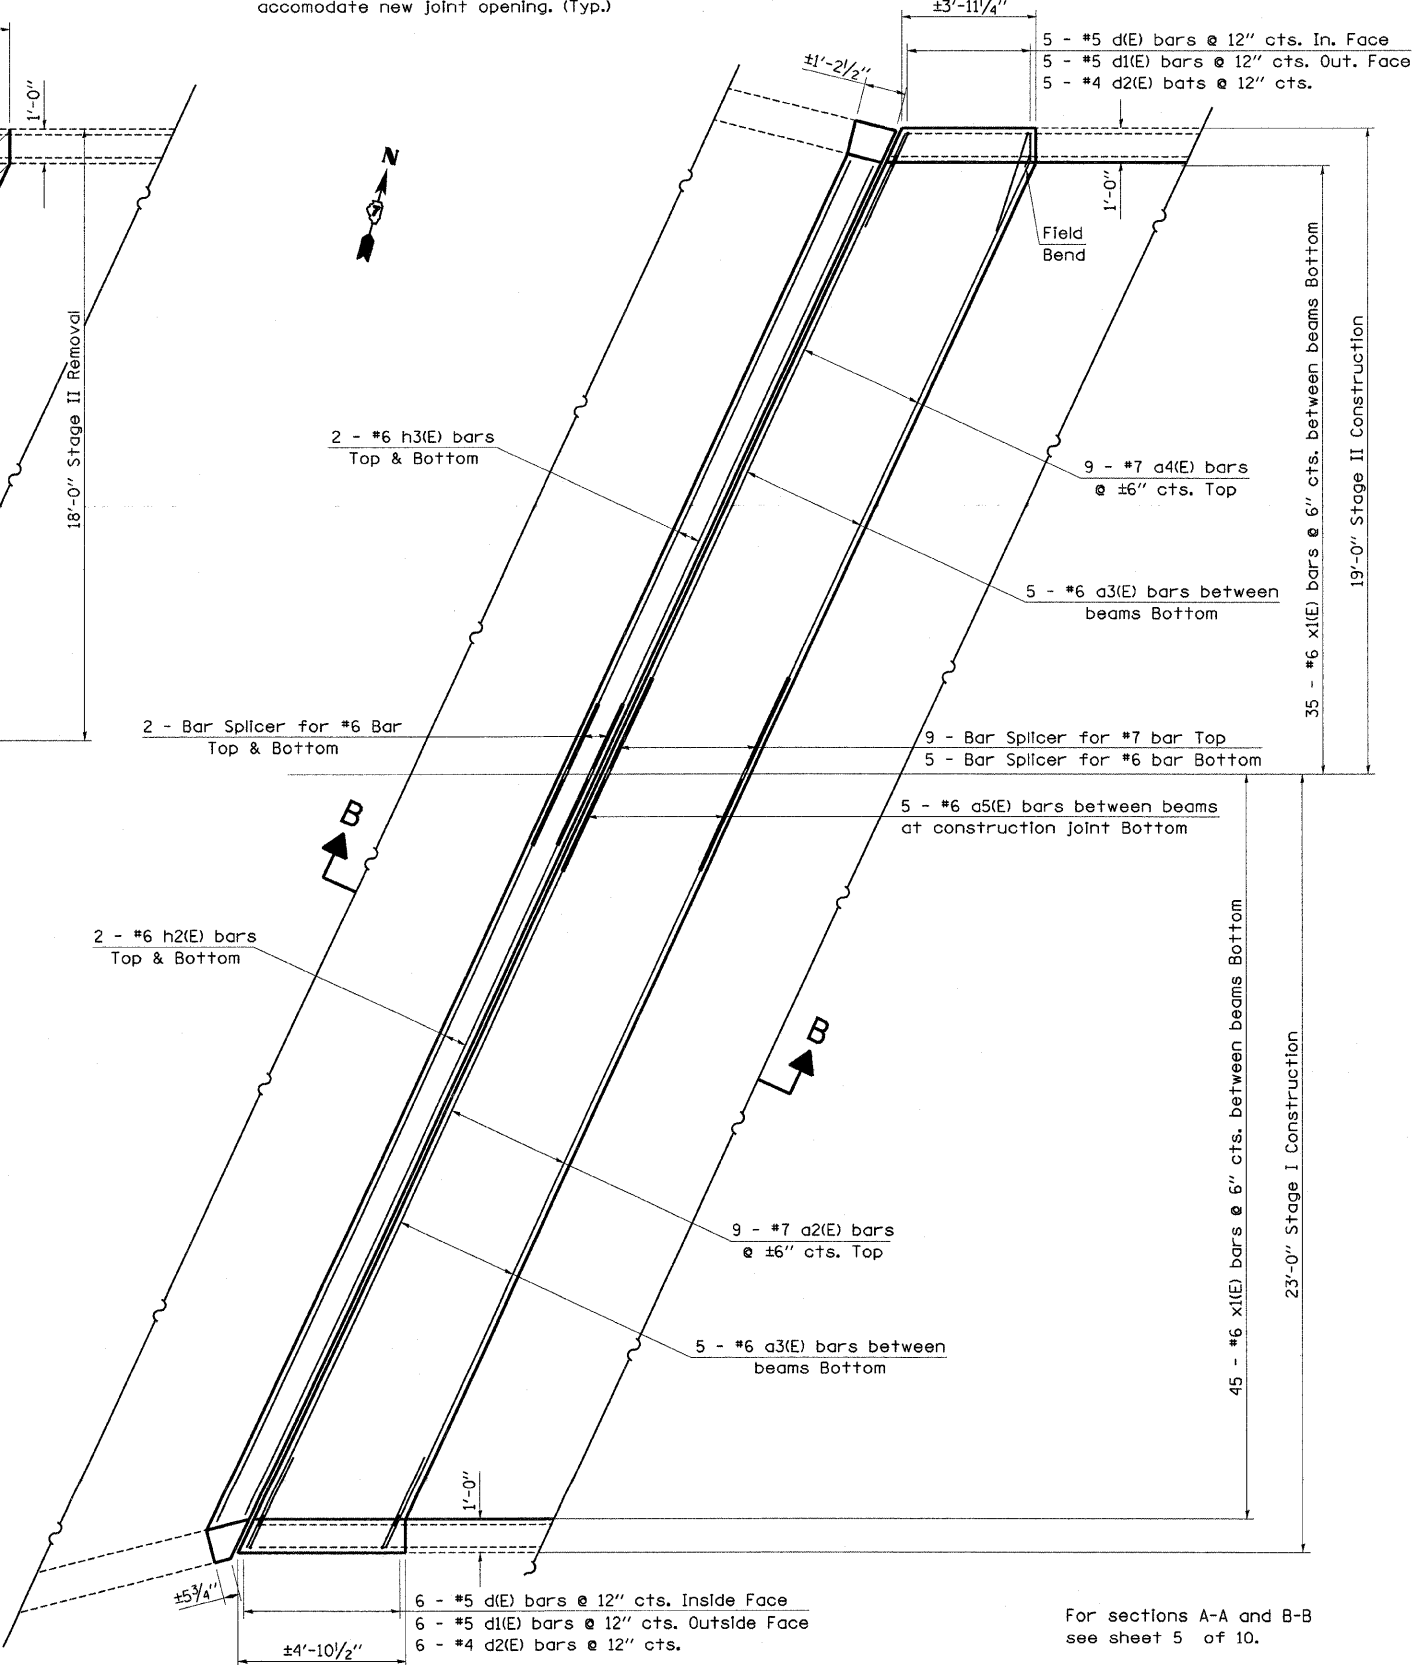 accomodate new joint opening. (Typ.)
±3'-11 1/4"
5 - #5 d(E) bars @ 12" cts. In. Face
5 - #5 d1(E) bars @ 12" cts. Out. Face
5 - #4 d2(E) bats @ 12" cts.
±1'-2 1/2"
1'-0"
N
7
1'-0"
Field
Bend
18'-0" Stage II Removal
35 - #6 x1(E) bars @ 6" cts. between beams Bottom
19'-0" Stage II Construction
2 - #6 h3(E) bars
Top & Bottom
9 - #7 a4(E) bars
@ ±6" cts. Top
5 - #6 a3(E) bars between
beams Bottom
2 - Bar Splicer for #6 Bar
Top & Bottom
9 - Bar Splicer for #7 bar Top
5 - Bar Splicer for #6 bar Bottom
5 - #6 a5(E) bars between beams
at construction joint Bottom
B
2 - #6 h2(E) bars
Top & Bottom
B
45 - #6 x1(E) bars @ 6" cts. between beams Bottom
23'-0" Stage I Construction
9 - #7 a2(E) bars
@ ±6" cts. Top
5 - #6 a3(E) bars between
beams Bottom
1'-0"
±5 3/4"
6 - #5 d(E) bars @ 12" cts. Inside Face
6 - #5 d1(E) bars @ 12" cts. Outside Face
6 - #4 d2(E) bars @ 12" cts.
±4'-10 1/2"
For sections A-A and B-B
see sheet 5 of 10.